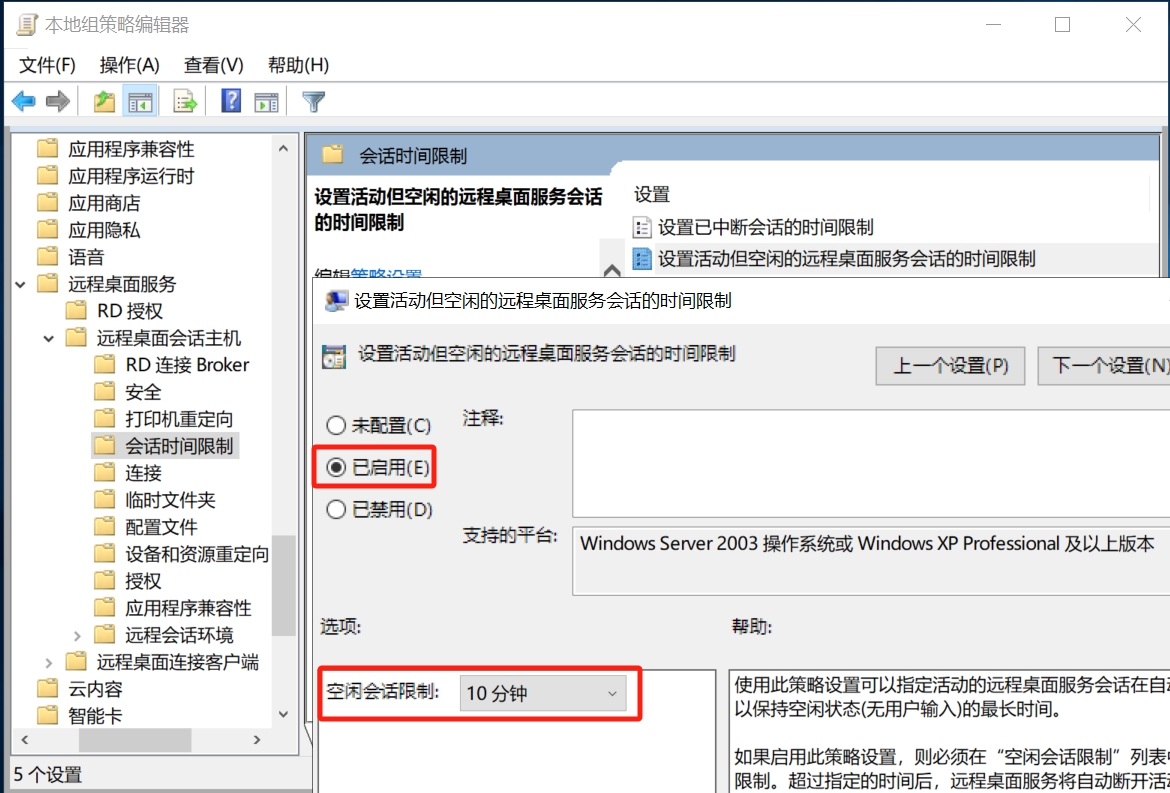 本地组策略编辑器
文件(F) 操作(A) 查看(V) 帮助(H)
应用程序兼容性
应用程序运行时
应用商店
应用隐私
语音
远程桌面服务
RD 授权
远程桌面会话主机
RD 连接 Broker
安全
打印机重定向
会话时间限制
连接
临时文件夹
配置文件
设备和资源重定向
授权
应用程序兼容性
远程会话环境
远程桌面连接客户端
云内容
智能卡
5 个设置
会话时间限制
设置活动但空闲的远程桌面服务会话
的时间限制
编辑策略设置
设置
设置已中断会话的时间限制
设置活动但空闲的远程桌面服务会话的时间限制
设置活动但空闲的远程桌面服务会话的时间限制
设置活动但空闲的远程桌面服务会话的时间限制
上一个设置(P)
下一个设置(N)
未配置(C)
注释:
已启用(E)
已禁用(D)
支持的平台:
Windows Server 2003 操作系统或 Windows XP Professional 及以上版本
选项:
帮助:
空闲会话限制:
10 分钟
使用此策略设置可以指定活动的远程桌面服务会话在自动
以保持空闲状态(无用户输入)的最长时间。
如果启用此策略设置，则必须在“空闲会话限制”列表中
限制。超过指定的时间后，远程桌面服务将自动断开活动